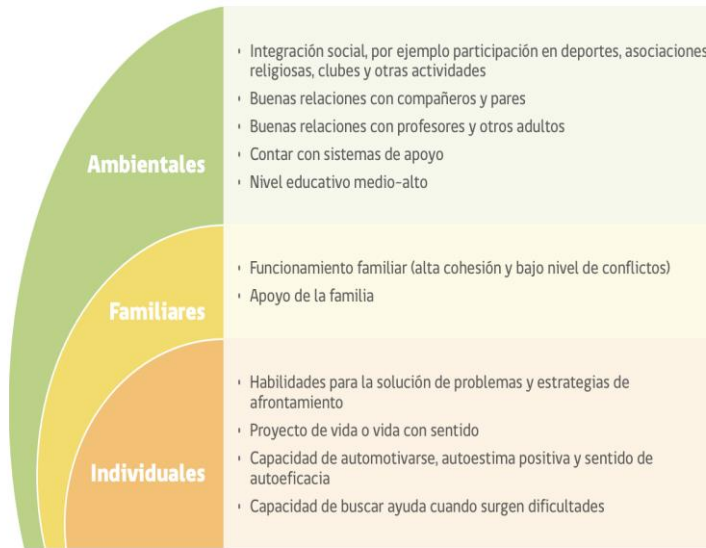 Ambientales
• Integración social, por ejemplo participación en deportes, asociaciones
religiosas, clubes y otras actividades
• Buenas relaciones con compañeros y pares
• Buenas relaciones con profesores y otros adultos
• Contar con sistemas de apoyo
• Nivel educativo medio-alto
Familiares
• Funcionamiento familiar (alta cohesión y bajo nivel de conflictos)
• Apoyo de la familia
Individuales
• Habilidades para la solución de problemas y estrategias de
afrontamiento
• Proyecto de vida o vida con sentido
• Capacidad de automotivarse, autoestima positiva y sentido de
autoeficacia
• Capacidad de buscar ayuda cuando surgen dificultades